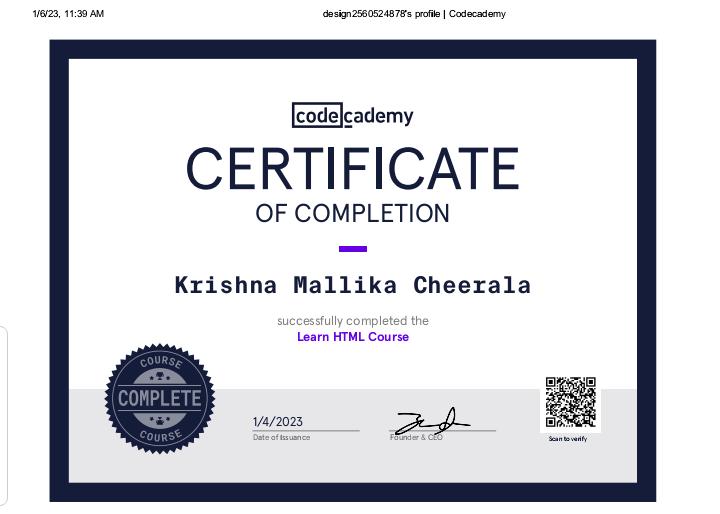 1/6/23, 11:39 AM
design2560524878's profile | Codecademy
codecademy
CERTIFICATE
OF COMPLETION
Krishna Mallika Cheerala
successfully completed the
Learn HTML Course
COURSE
COMPLETE
COURSE
1/4/2023
Date of Issuance
Founder & CEO
Scan to verify